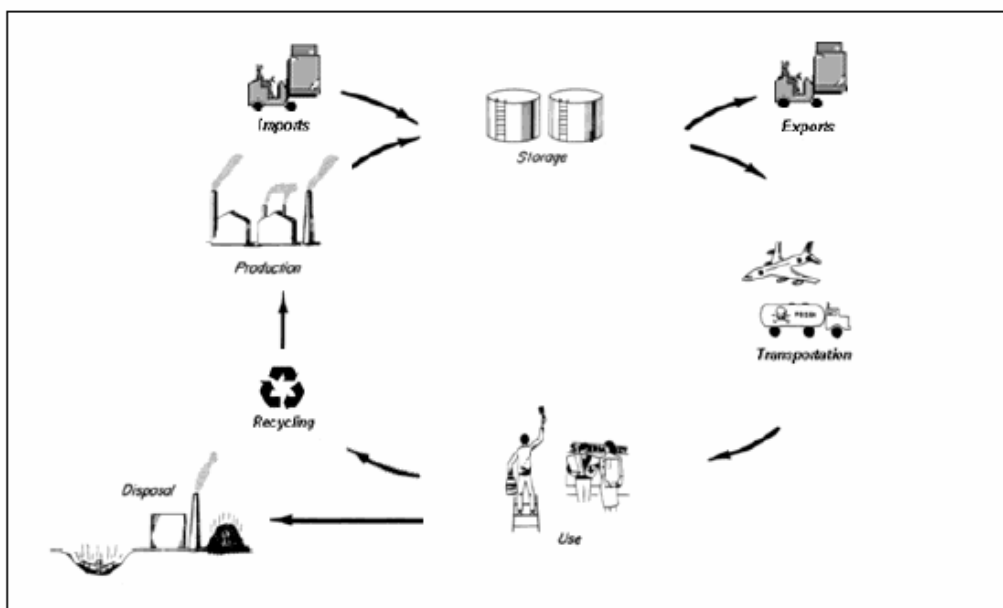 Imports
Exports
Storage
Production
Transportation
Recycling
Disposal
Use